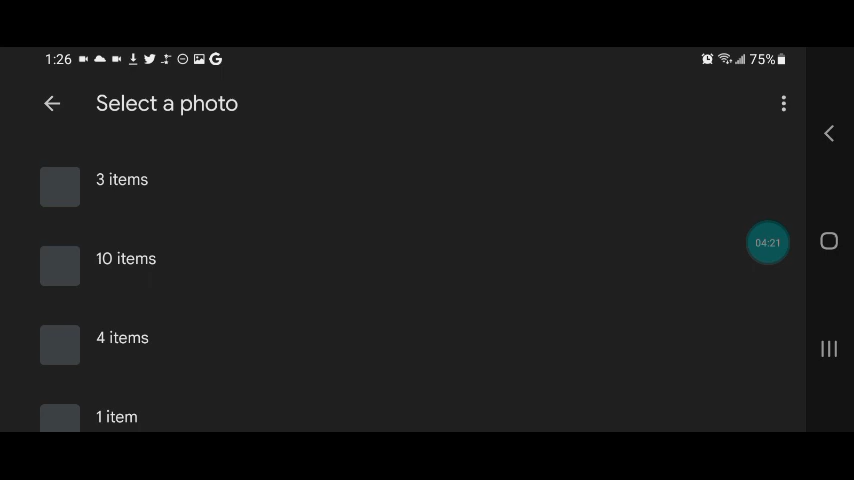 1:26
75%
Select a photo
3 items
10 items
04:21
4 items
1 item